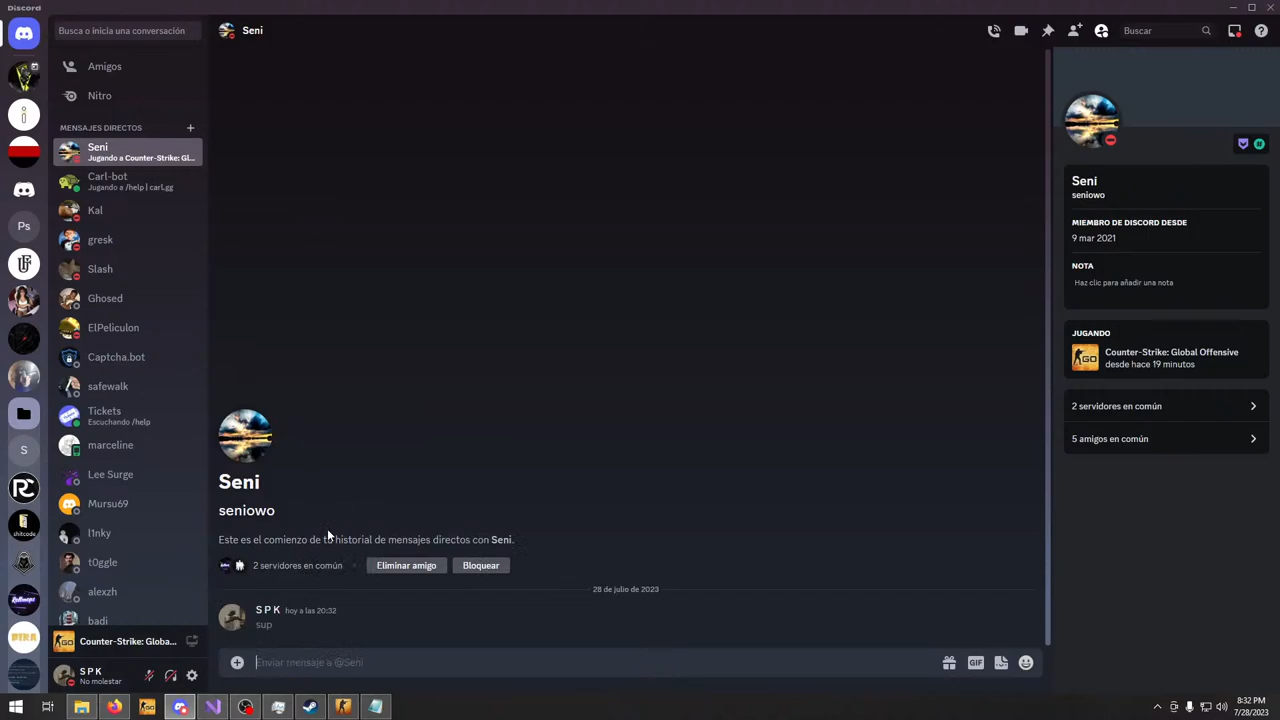 Discord
Busca o inicia una conversación
Seni
Buscar
Amigos
Nitro
MENSAJES DIRECTOS
Seni
Jugando a Counter-Strike: Gl...
Carl-bot
Jugando a /help | carl.gg
Kal
gresk
Slash
Ghosed
ElPeliculon
Captcha.bot
safewalk
Tickets
Escuchando /help
marceline
Lee Surge
Mursu69
l1nky
t0ggle
alexzh
badi
Counter-Strike: Globa...
S P K
No molestar
Ps
S
shitcode
Seni
seniowo
Este es el comienzo de tu historial de mensajes directos con Seni.
2 servidores en común
Eliminar amigo
Bloquear
28 de julio de 2023
S P K hoy a las 20:32
sup
Enviar mensaje a @Seni
GIF
Seni
seniowo
MIEMBRO DE DISCORD DESDE
9 mar 2021
NOTA
Haz clic para añadir una nota
JUGANDO
Counter-Strike: Global Offensive
desde hace 19 minutos
2 servidores en común
5 amigos en común
8:32 PM
7/28/2023